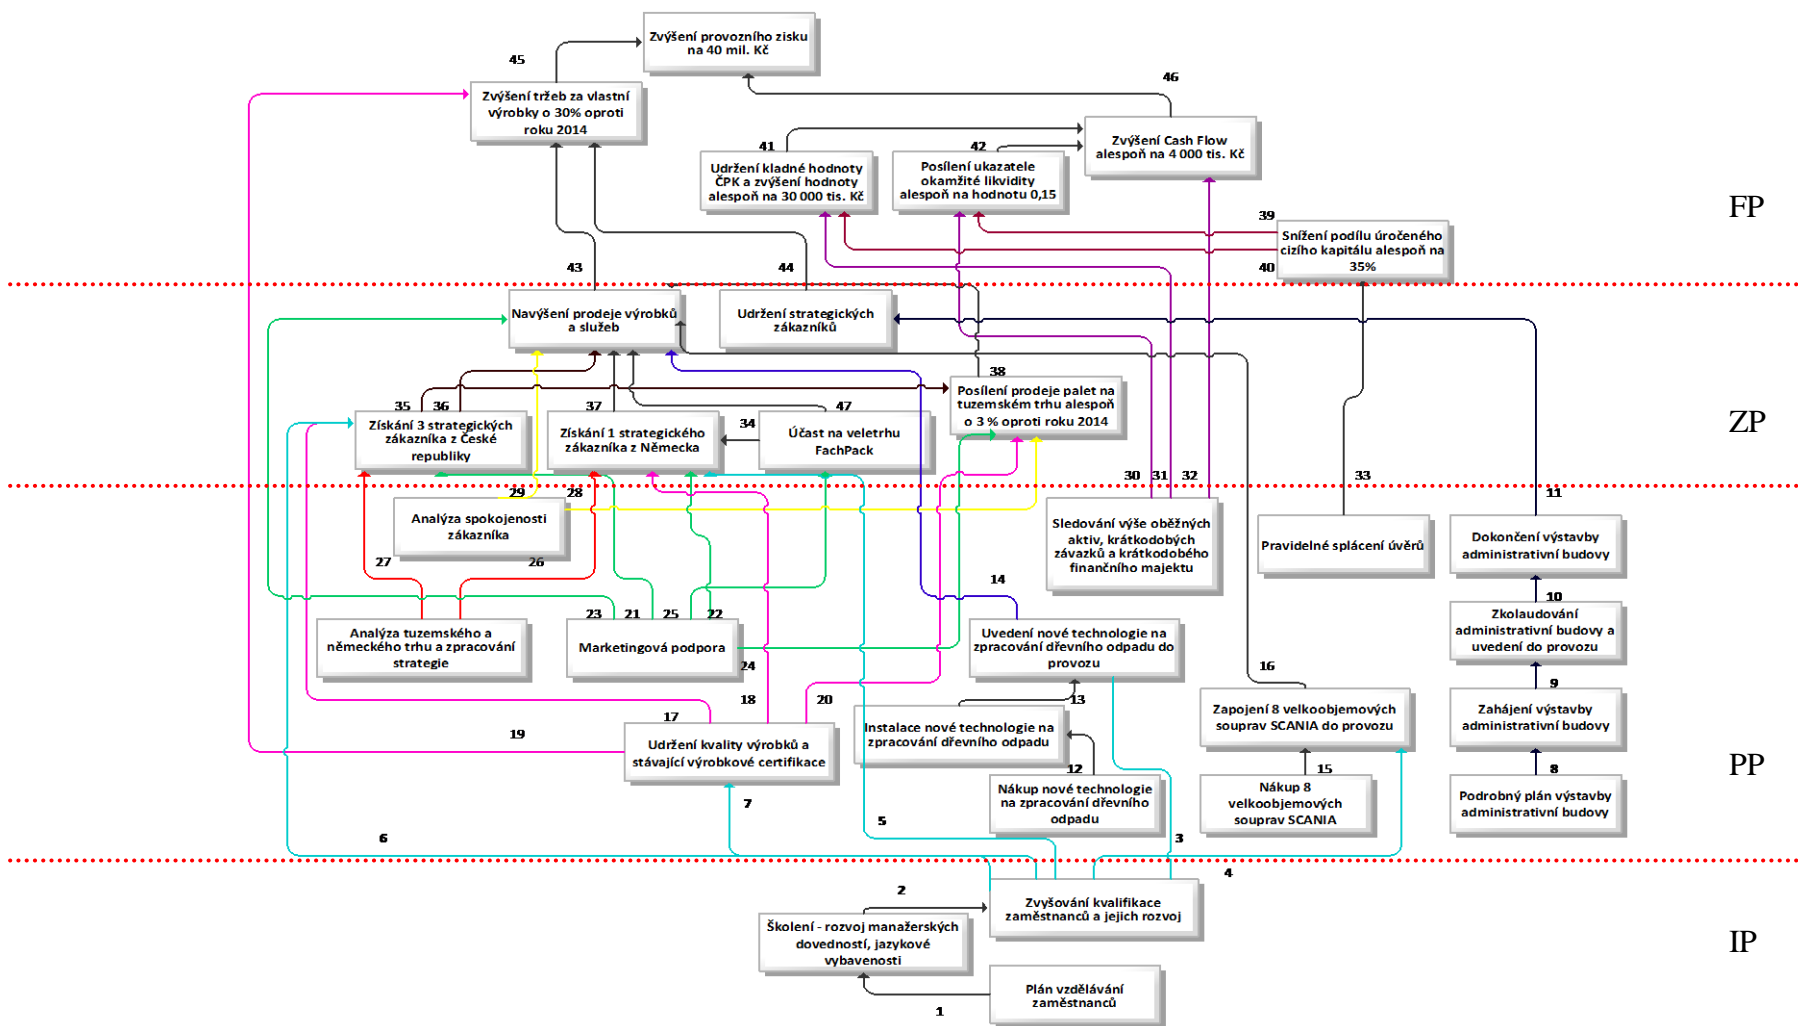 Zvýšení provozního zisku
na 40 mil. Kč
45
46
Zvýšení tržeb za vlastní
výrobky o 30% oproti
roku 2014
Zvýšení Cash Flow
alespoň na 4 000 tis. Kč
41
42
Udržení kladné hodnoty
ČPK a zvýšení hodnoty
alespoň na 30 000 tis. Kč
Posílení ukazatele
okamžité likvidity
alespoň na hodnotu 0,15
FP
39
Snížení podílu úročeného
cizího kapitálu alespoň na
35%
40
43
44
Navýšení prodeje výrobků
a služeb
Udržení strategických
zákazníků
38
Posílení prodeje palet na
tuzemském trhu alespoň
o 3 % oproti roku 2014
35
36
37
47
34
Získání 3 strategických
zákazníka z České
republiky
Získání 1 strategického
zákazníka z Německa
Účast na veletrhu
FachPack
ZP
30
31
32
33
29
28
11
Analýza spokojenosti
zákazníka
Sledování výše oběžných
aktiv, krátkodobých
závazků a krátkodobého
finančního majektu
Pravidelné splácení úvěrů
Dokončení výstavby
administrativní budovy
27
26
14
10
23
21
25
22
Analýza tuzemského a
německého trhu a zpracování
strategie
Marketingová podpora
24
Uvedení nové technologie na
zpracování dřevního odpadu do
provozu
Zkolaudování
administrativní budovy a
uvedení do provozu
16
9
18
20
13
17
19
Udržení kvality výrobků a
stávající výrobkové certifikace
Instalace nové technologie na
zpracování dřevního odpadu
Zapojení 8 velkoobjemových
souprav SCANIA do provozu
Zahájení výstavby
administrativní budovy
PP
12
15
8
Nákup nové technologie
na zpracování dřevního
odpadu
Nákup 8
velkoobjemových
souprav SCANIA
Podrobný plán výstavby
administrativní budovy
7
5
6
3
4
2
Zvyšování kvalifikace
zaměstnanců a jejich rozvoj
Školení - rozvoj manažerských
dovedností, jazykové
vybavenosti
IP
Plán vzdělávání
zaměstnanců
1